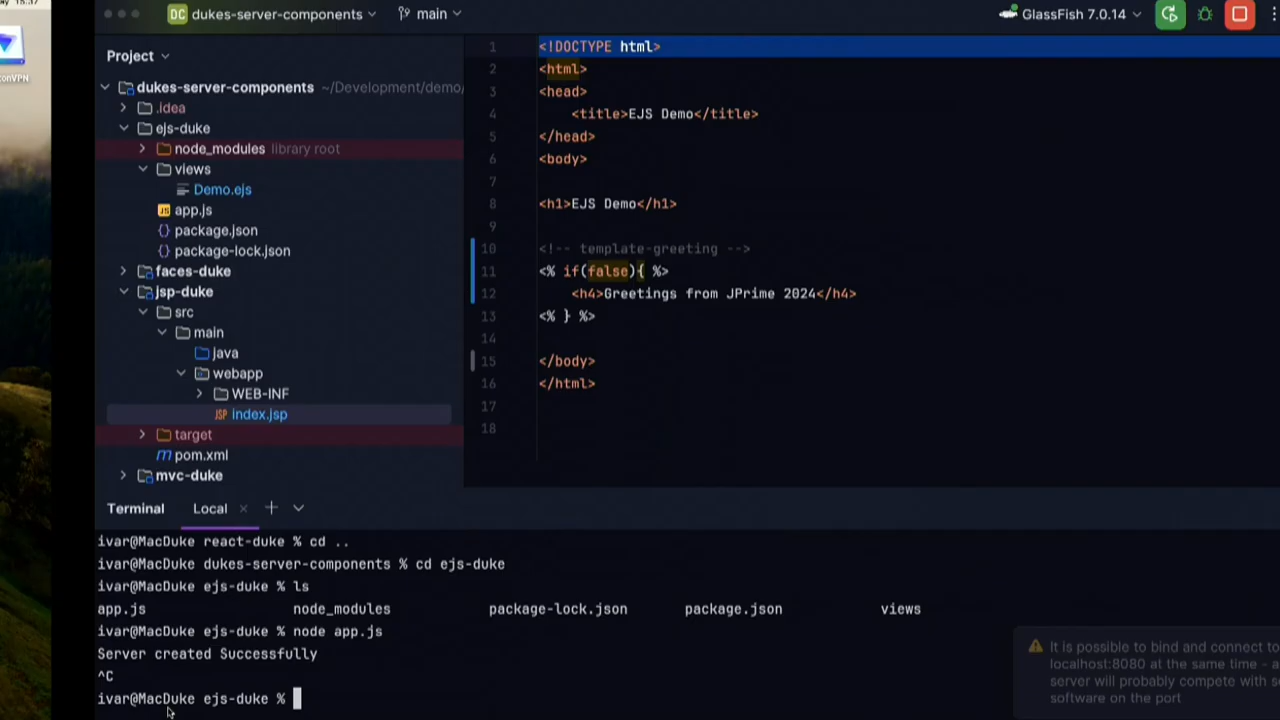 dukes-server-components
main
GlassFish 7.0.14
Project
dukes-server-components ~/Development/demo/
.idea
ejs-duke
node_modules library root
views
Demo.ejs
app.js
package.json
package-lock.json
faces-duke
jsp-duke
src
main
java
webapp
WEB-INF
index.jsp
target
pom.xml
mvc-duke
1 <!DOCTYPE html>
2 <html>
3 <head>
4 <title>EJS Demo</title>
5 </head>
6 <body>
7
8 <h1>EJS Demo</h1>
9
10 <!-- template-greeting -->
11 <% if(false){ %>
12 <h4>Greetings from JPrime 2024</h4>
13 <% } %>
14
15 </body>
16 </html>
17
18
Terminal Local
ivar@MacDuke react-duke % cd ..
ivar@MacDuke dukes-server-components % cd ejs-duke
ivar@MacDuke ejs-duke % ls
app.js node_modules package-lock.json package.json views
ivar@MacDuke ejs-duke % node app.js
Server created Successfully
^C
ivar@MacDuke ejs-duke %
It is possible to bind and connect to
localhost:8080 at the same time - a
server will probably compete with s
software on the port